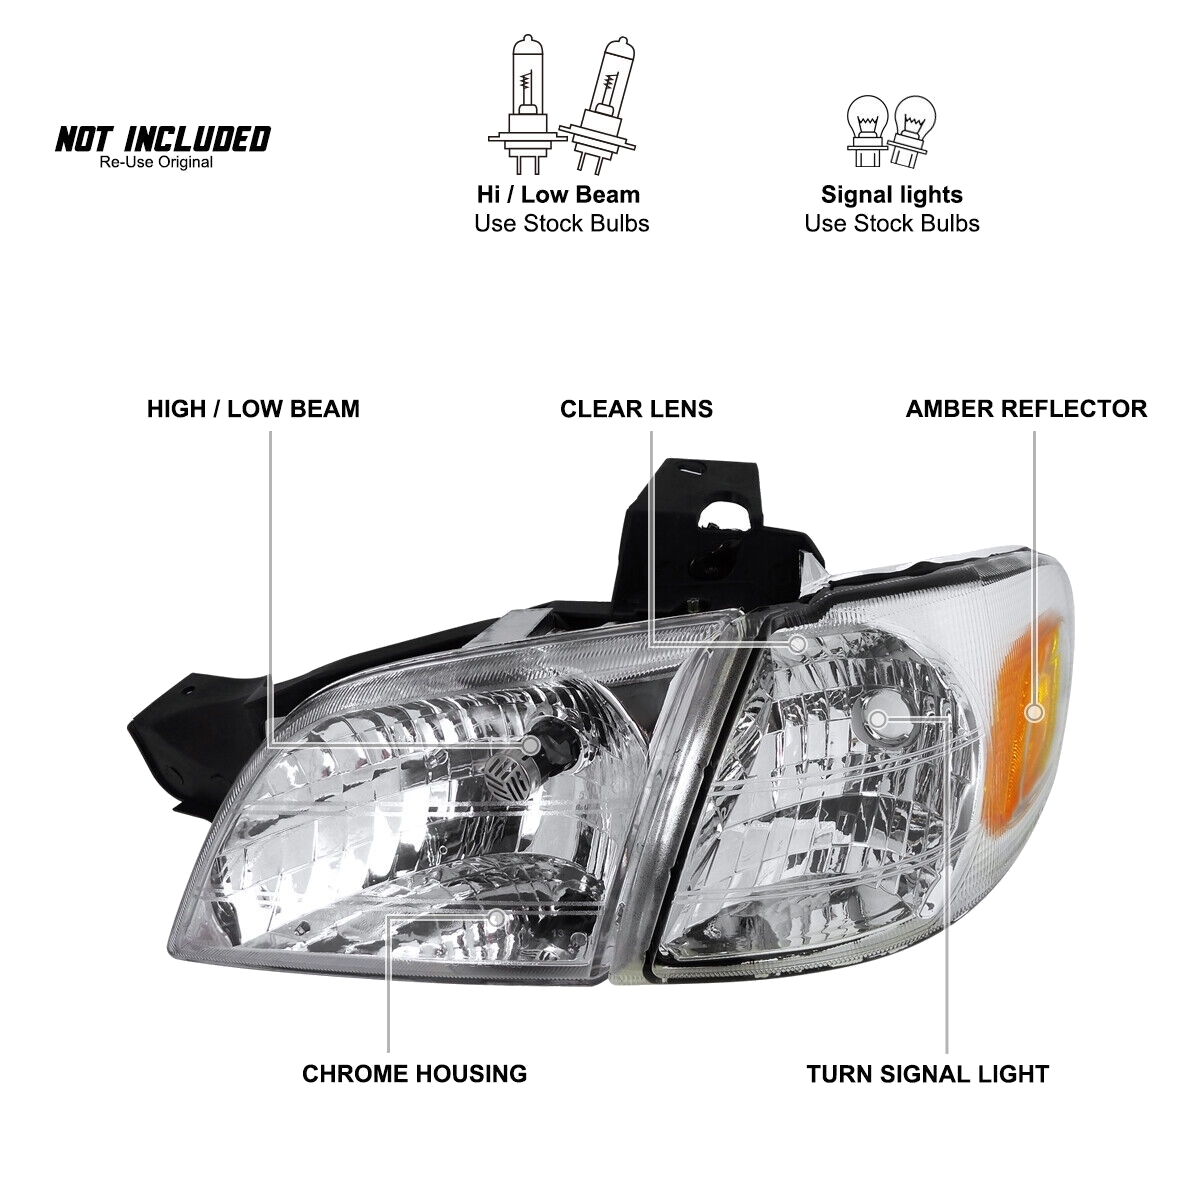 NOT INCLUDED
Re-Use Original
Hi / Low Beam
Use Stock Bulbs
Signal lights
Use Stock Bulbs
HIGH / LOW BEAM
CLEAR LENS
AMBER REFLECTOR
CHROME HOUSING
TURN SIGNAL LIGHT